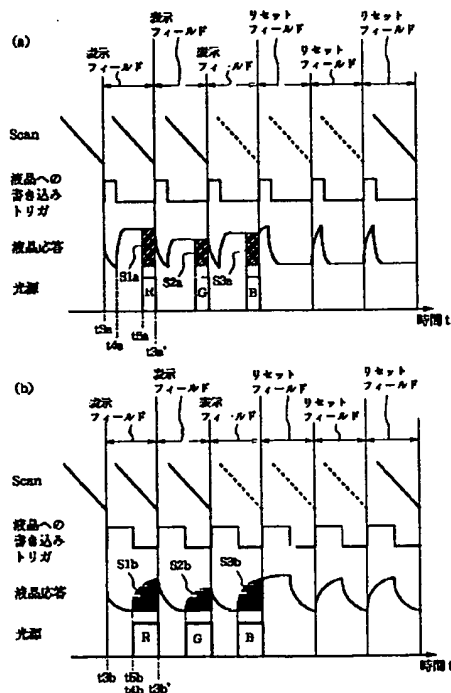 (a)
表示
フィールド
表示
フィールド
表示
フィールド
リセット
フィールド
リセット
フィールド
リセット
フィールド
Scan
液晶への
書き込み
トリガ
液晶応答
S1a
S2a
S3a
光源
R
G
B
時間 t
t3a
t4a
t5a
t3a'
(b)
表示
フィールド
表示
フィールド
表示
フィールド
リセット
フィールド
リセット
フィールド
リセット
フィールド
Scan
液晶への
書き込み
トリガ
S1b
S2b
S3b
液晶応答
光源
R
G
B
時間 t
t3b
t5b
t4b
t3b'